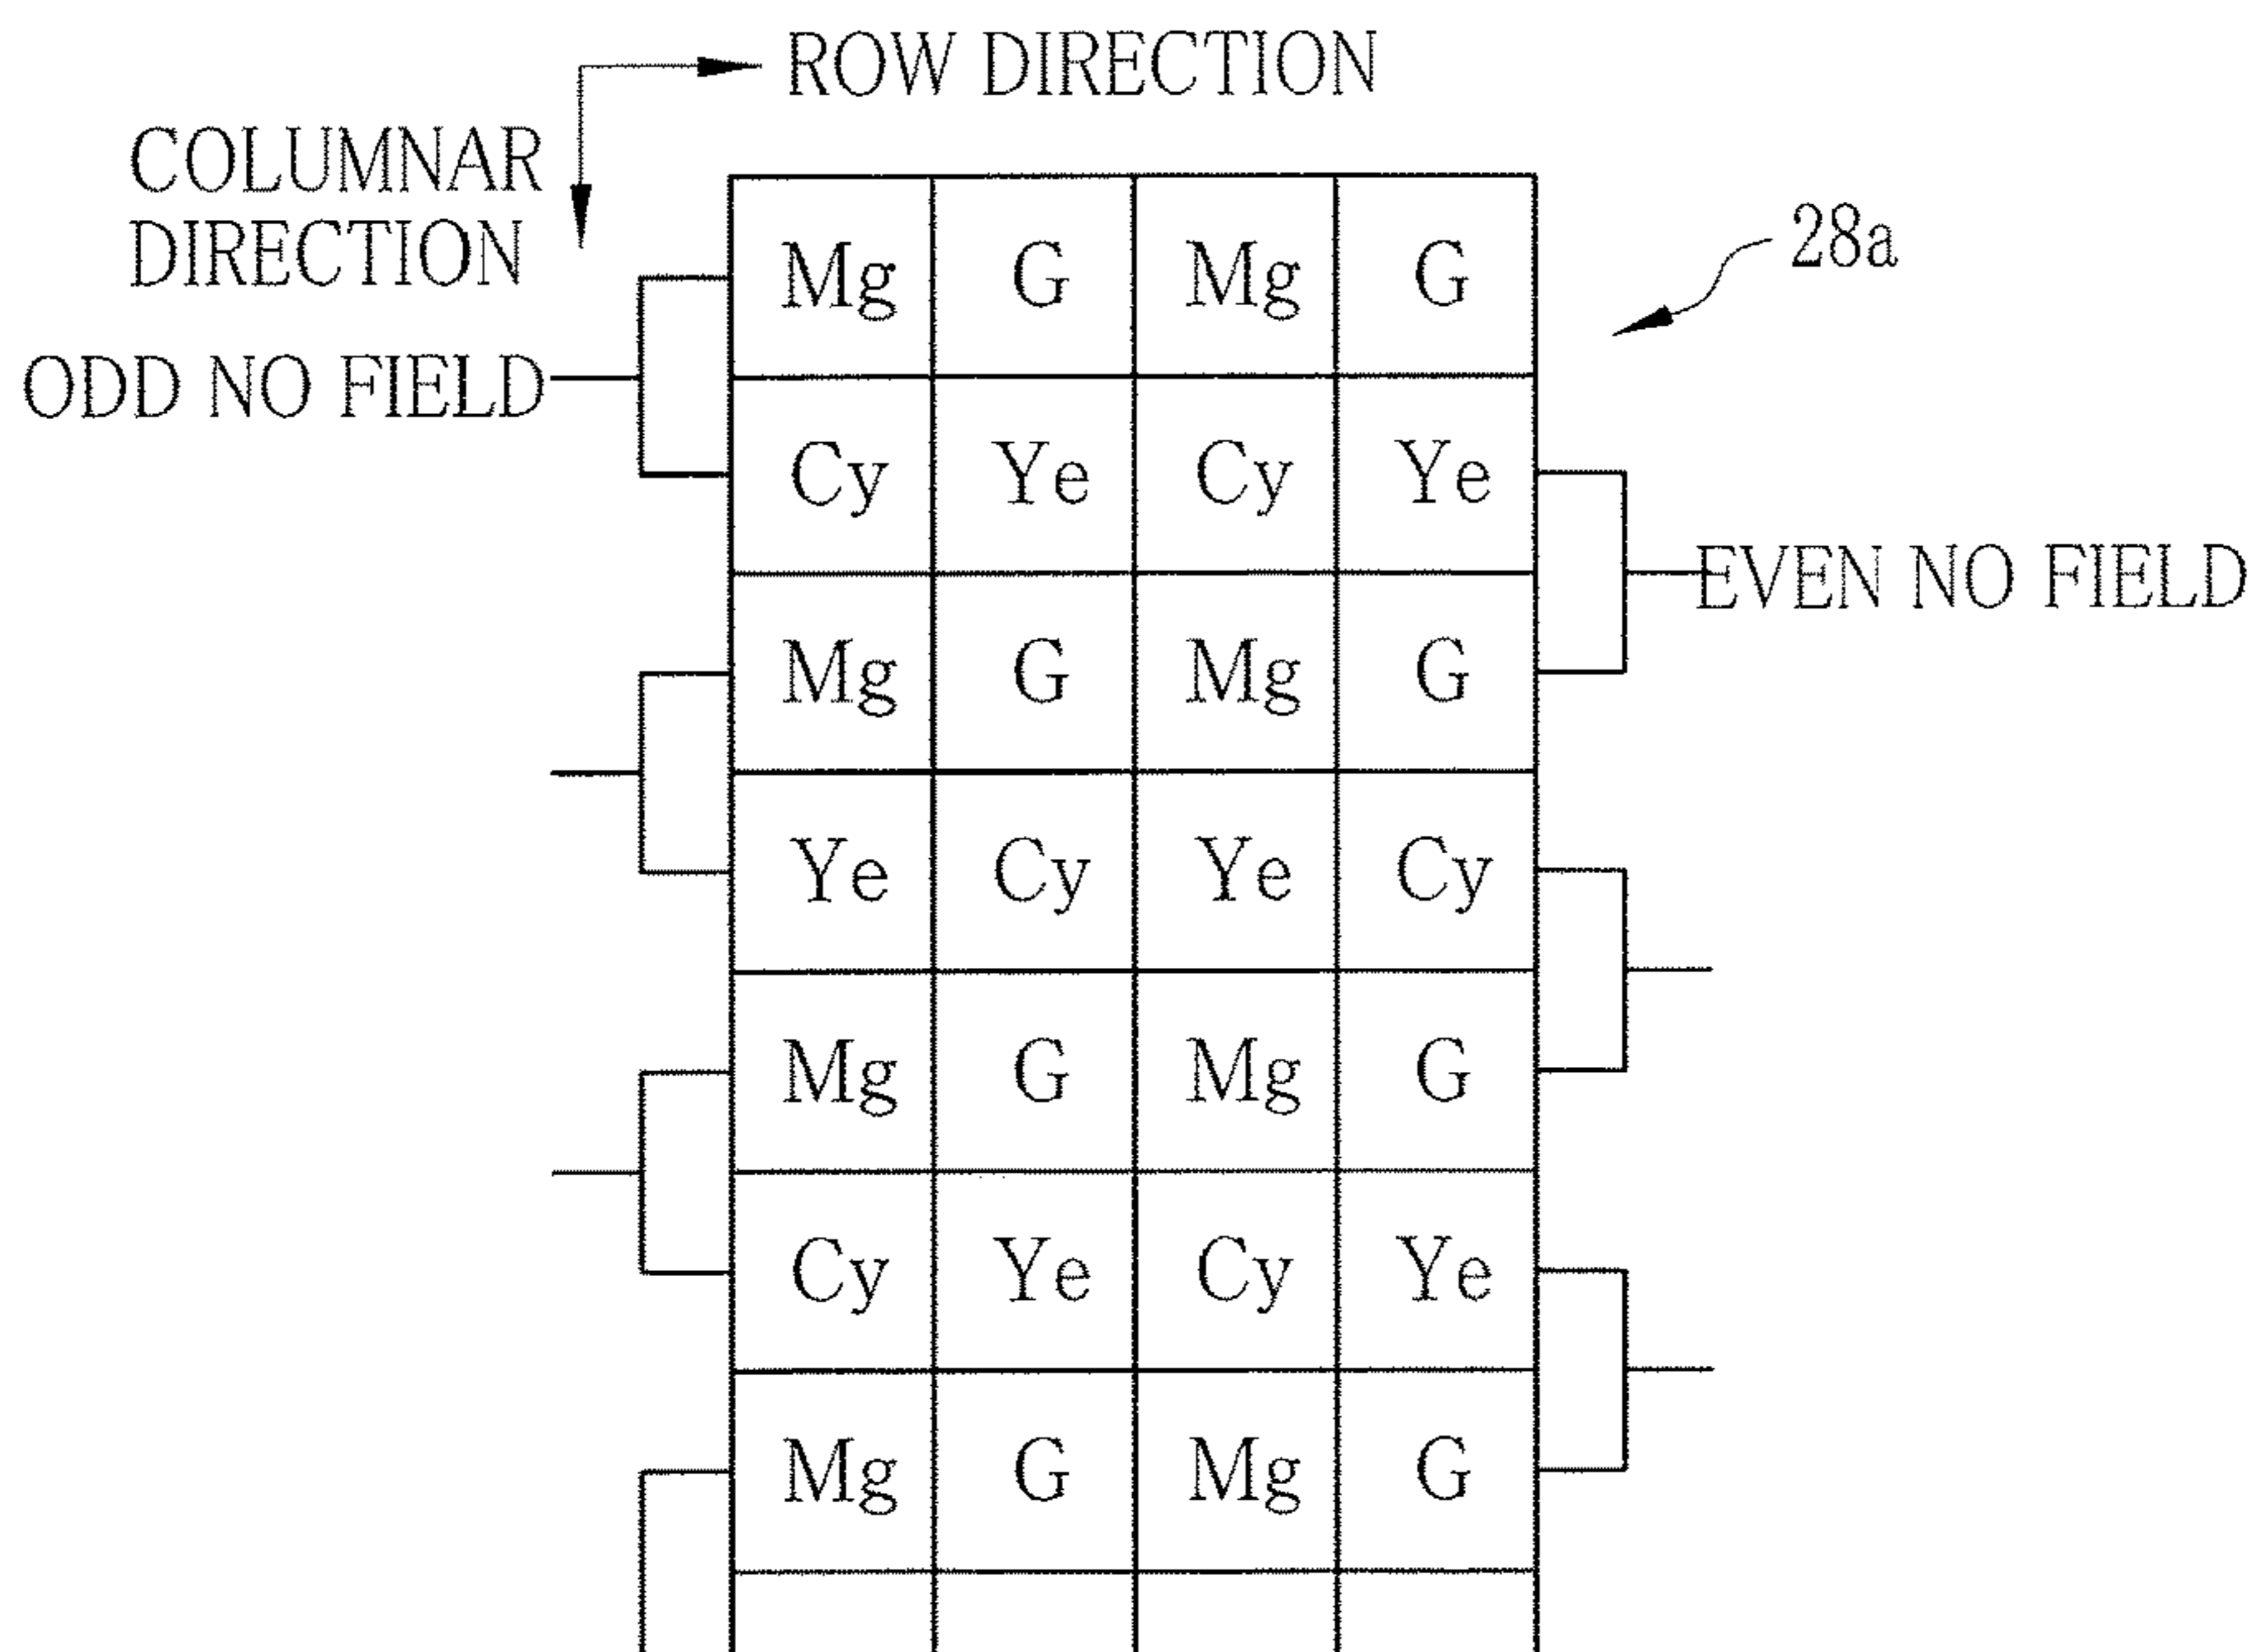 ROW DIRECTION
COLUMNAR
DIRECTION
28a
Mg G Mg G
ODD NO FIELD
Cy Ye Cy Ye
EVEN NO FIELD
Mg G Mg G
Ye Cy Ye Cy
Mg G Mg G
Cy Ye Cy Ye
Mg G Mg G